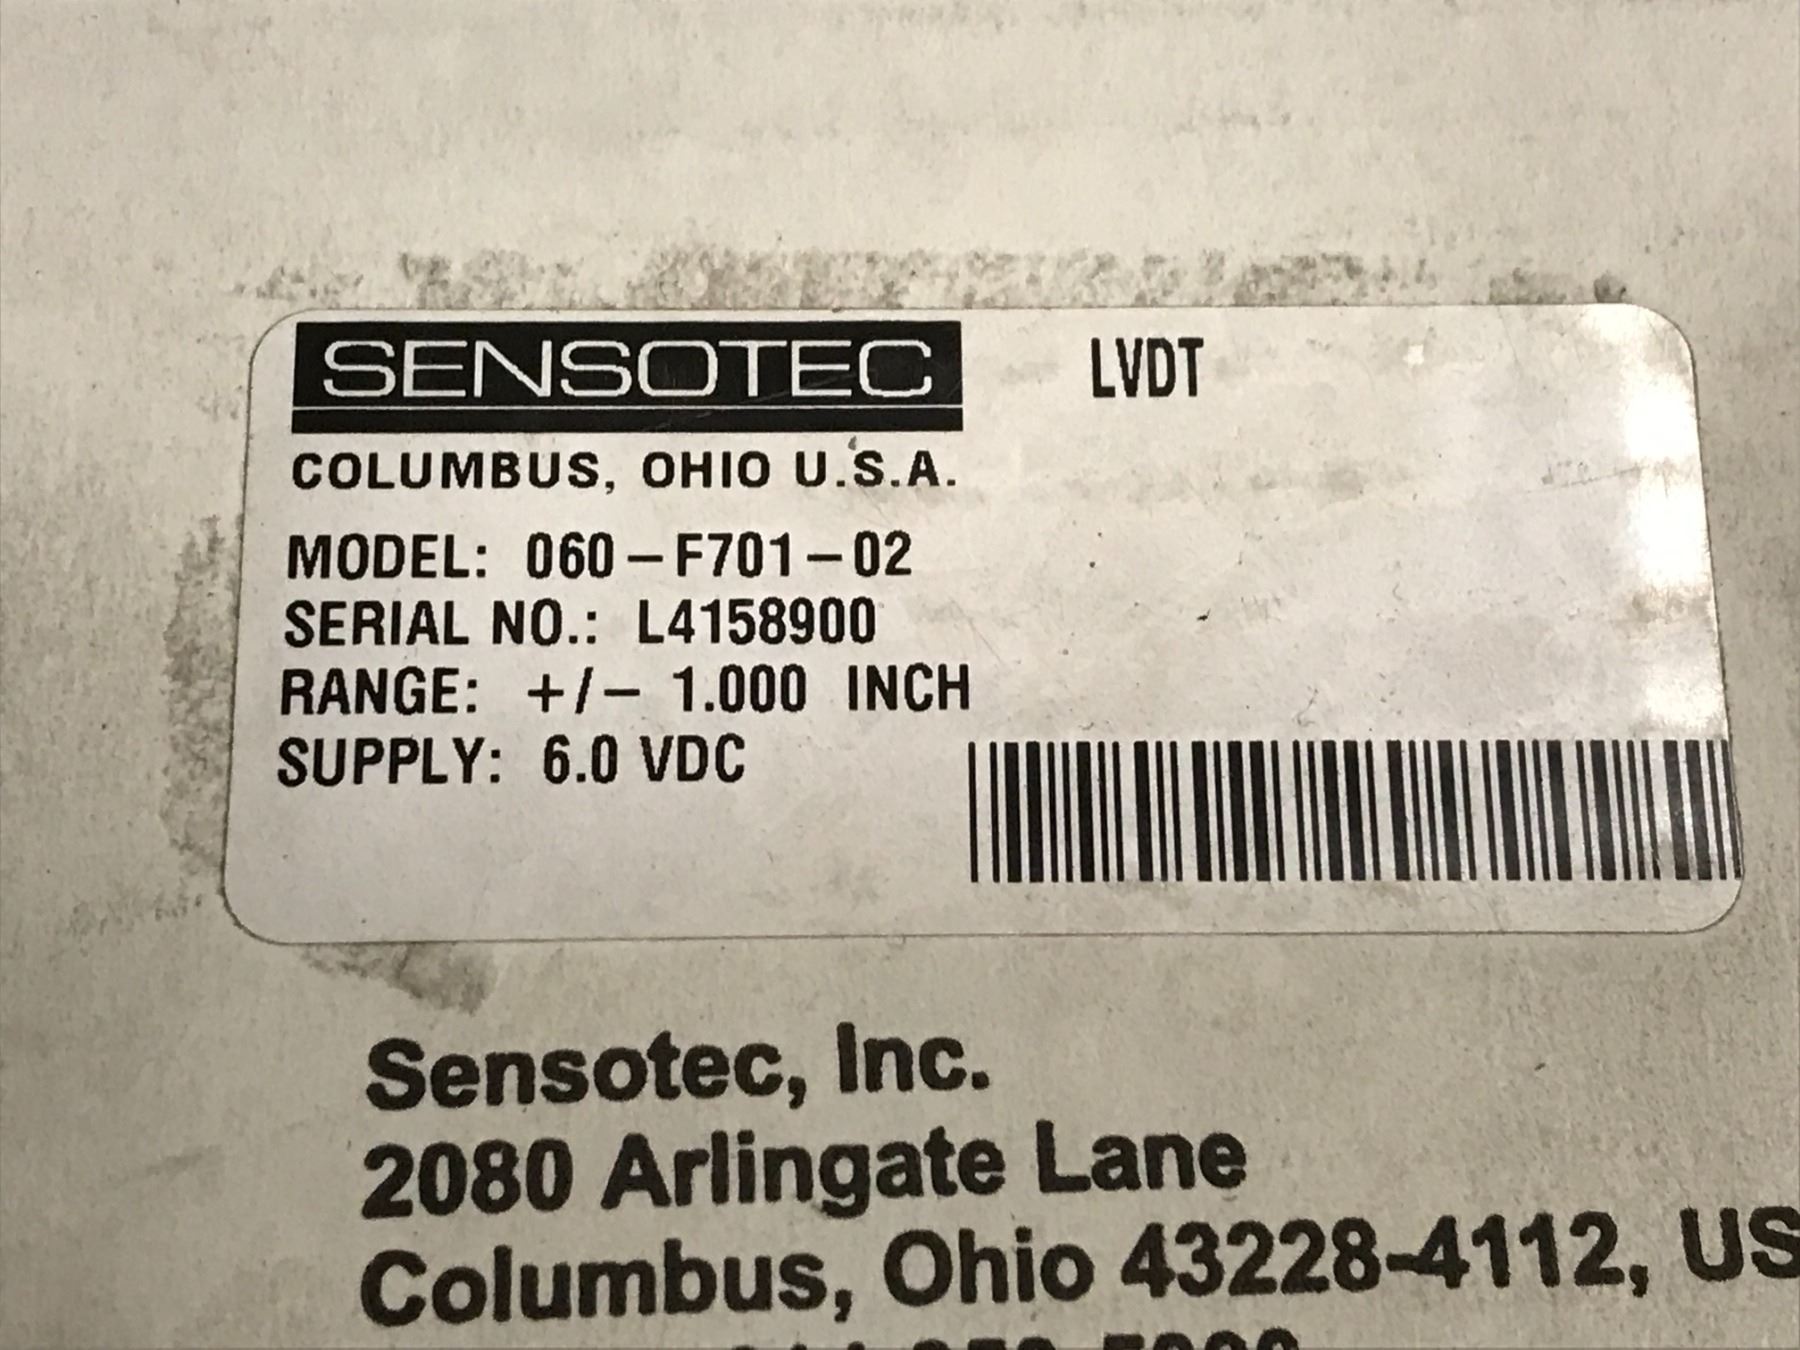 SENSOTEC
LVDT
COLUMBUS, OHIO U.S.A.
MODEL: 060-F701-02
SERIAL NO.: L4158900
RANGE: +/- 1.000 INCH
SUPPLY: 6.0 VDC
Sensotec, Inc.
2080 Arlingate Lane
Columbus, Ohio 43228-4112, US